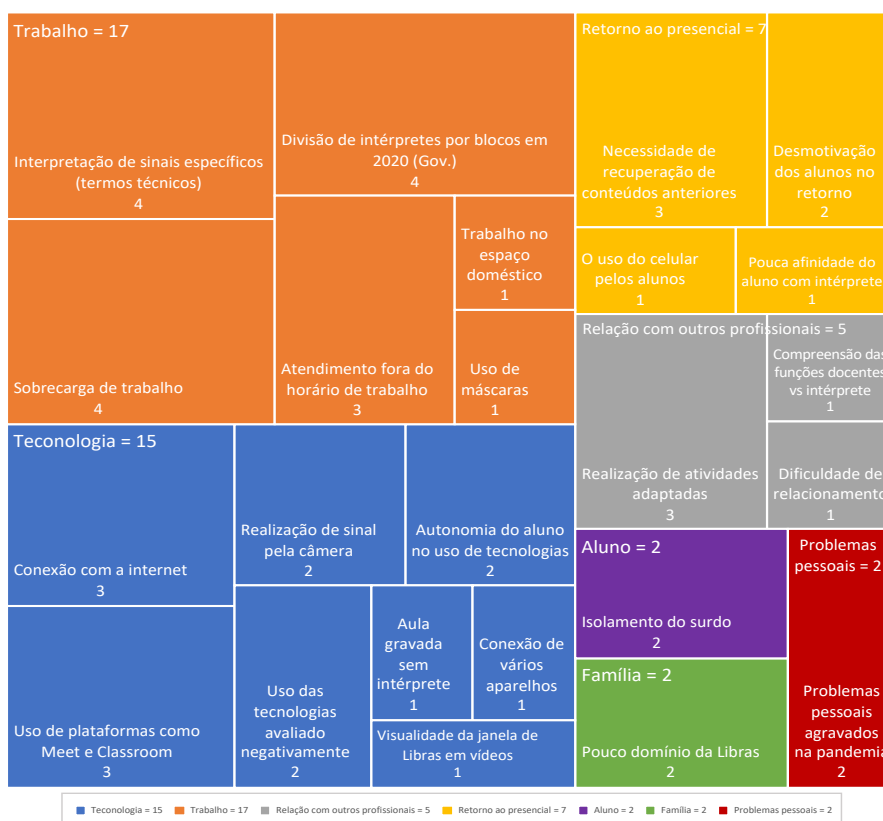 Trabalho = 17
Interpretação de sinais específicos
(termos técnicos)
4
Divisão de intérpretes por blocos em
2020 (Gov.)
4
Sobrecarga de trabalho
4
Atendimento fora do
horário de trabalho
3
Trabalho no
espaço
doméstico
1
Uso de
máscaras
1
Retorno ao presencial = 7
Necessidade de
recuperação de
conteúdos anteriores
3
Desmotivação
dos alunos no
retorno
2
O uso do celular
pelos alunos
1
Pouca afinidade do
aluno com intérprete
1
Relação com outros profissionais = 5
Realização de atividades
adaptadas
3
Compreensão das
funções docentes
vs intérprete
1
Dificuldade de
relacionamento
1
Teconologia = 15
Conexão com a internet
3
Uso de plataformas como
Meet e Classroom
3
Realização de sinal
pela câmera
2
Autonomia do aluno
no uso de tecnologias
2
Uso das
tecnologias
avaliado
negativamente
2
Aula
gravada
sem
intérprete
1
Conexão de
vários
aparelhos
1
Visualidade da janela de
Libras em vídeos
1
Aluno = 2
Isolamento do surdo
2
Família = 2
Pouco domínio da Libras
2
Problemas
pessoais = 2
Problemas
pessoais
agravados
na pandemia
2
Teconologia = 15 Trabalho = 17 Relação com outros profissionais = 5 Retorno ao presencial = 7 Aluno = 2 Família = 2 Problemas pessoais = 2